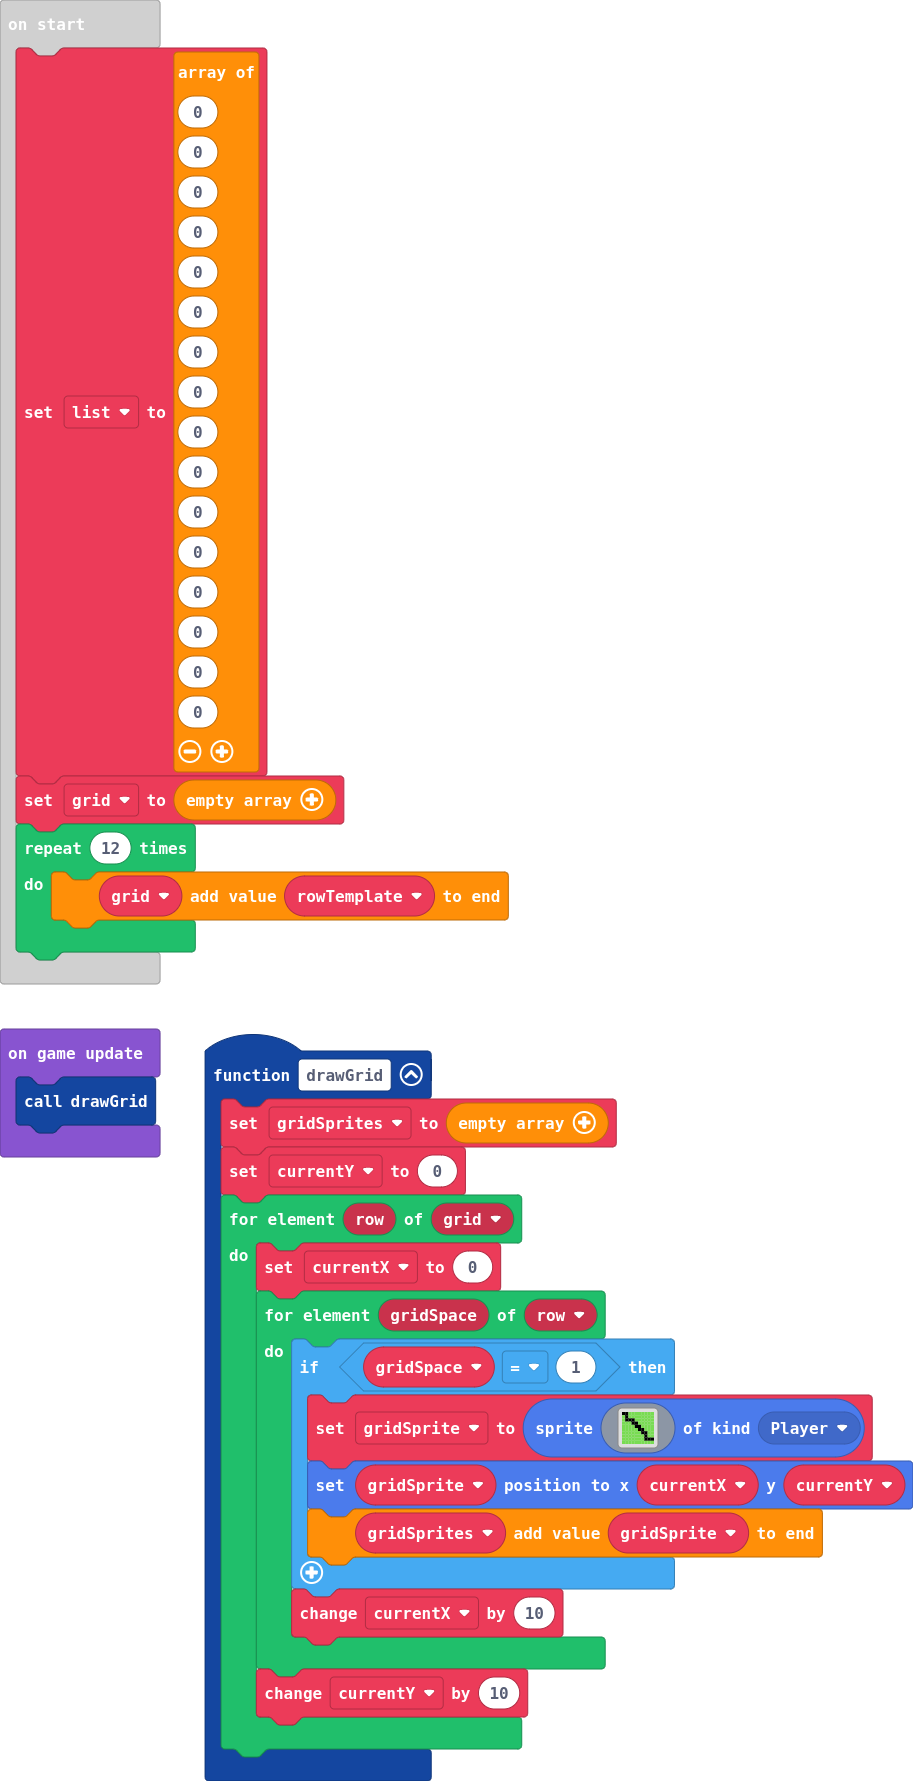 on start
array of
0
0
0
0
0
0
0
0
set list to
0
0
0
0
0
0
0
0
set grid to empty array
repeat 12 times
do
grid add value rowTemplate to end
on game update
call drawGrid
function drawGrid
set gridSprites to empty array
set currentY to 0
for element row of grid
do
set currentX to 0
for element gridSpace of row
do
if gridSpace = 1 then
set gridSprite to sprite of kind Player
set gridSprite position to x currentX y currentY
gridSprites add value gridSprite to end
change currentX by 10
change currentY by 10